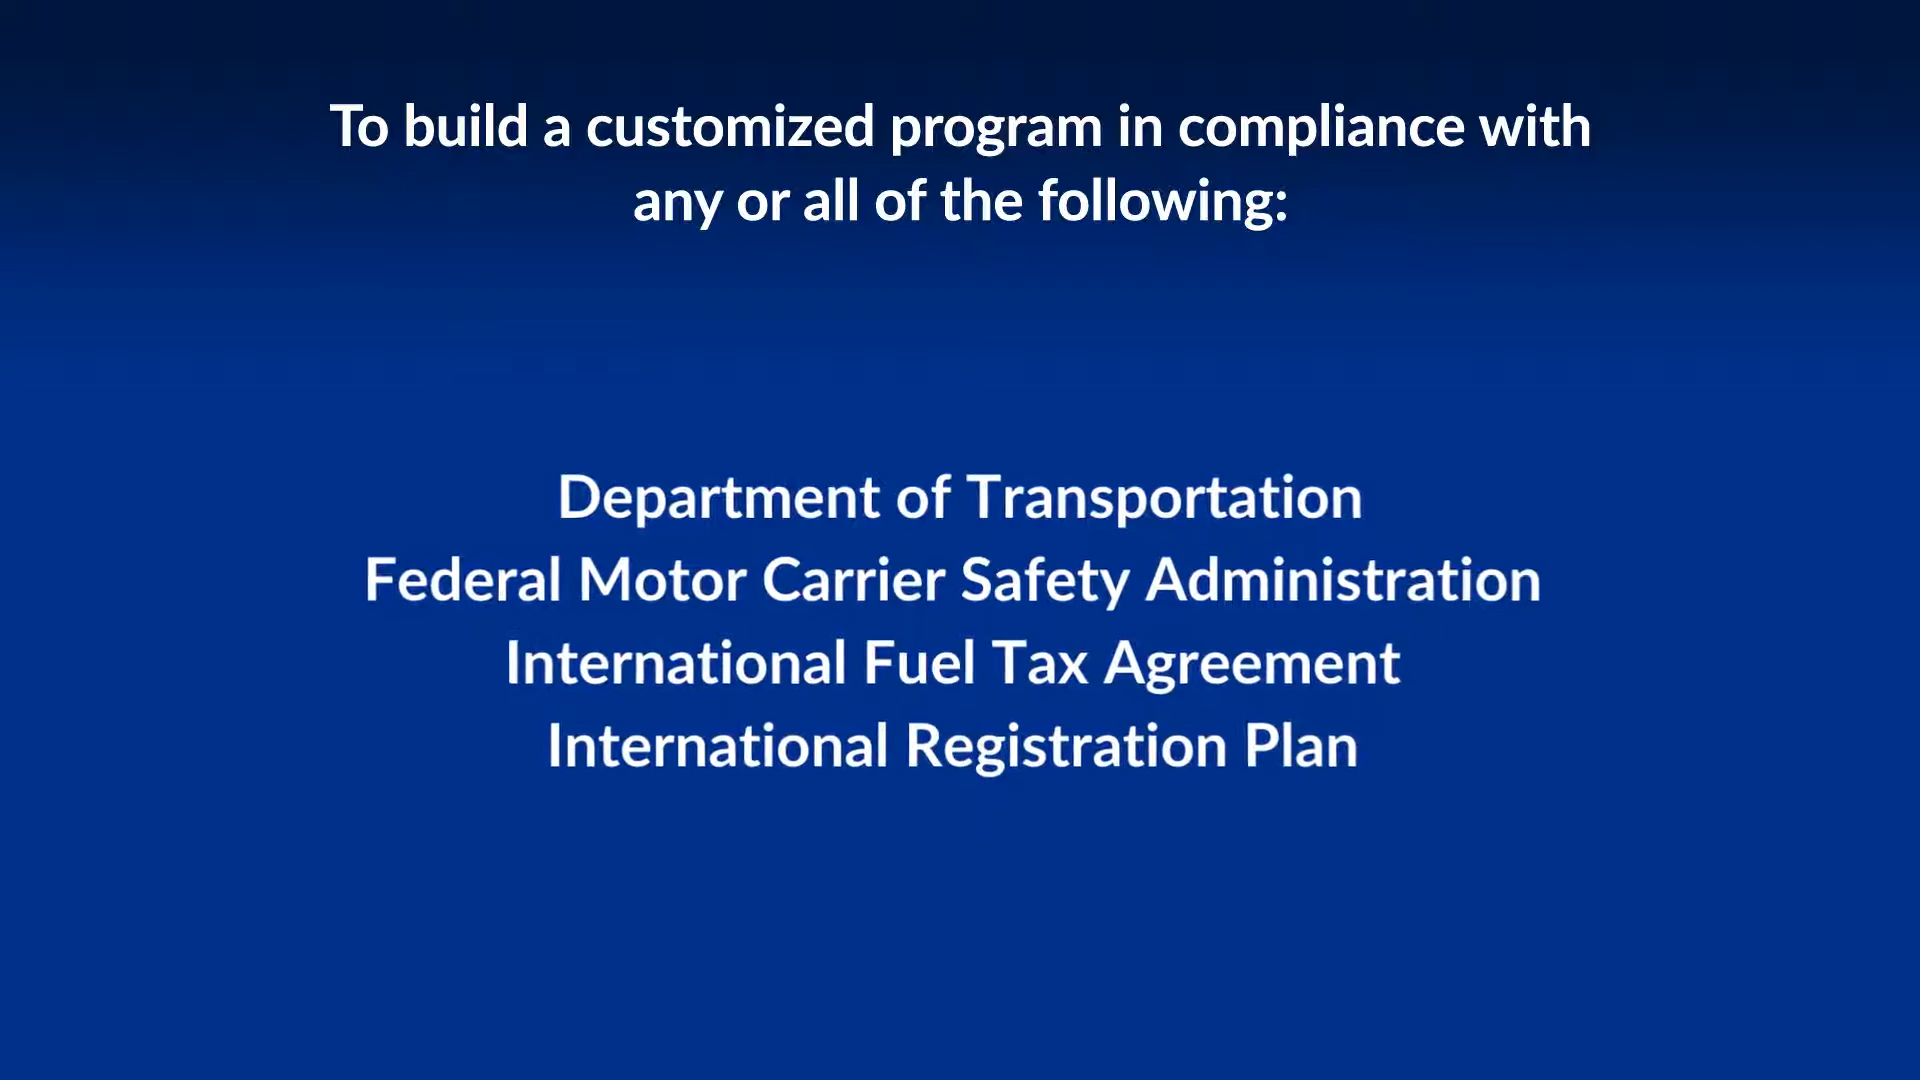 To build a customized program in compliance with
any or all of the following:
Department of Transportation
Federal Motor Carrier Safety Administration
International Fuel Tax Agreement
International Registration Plan